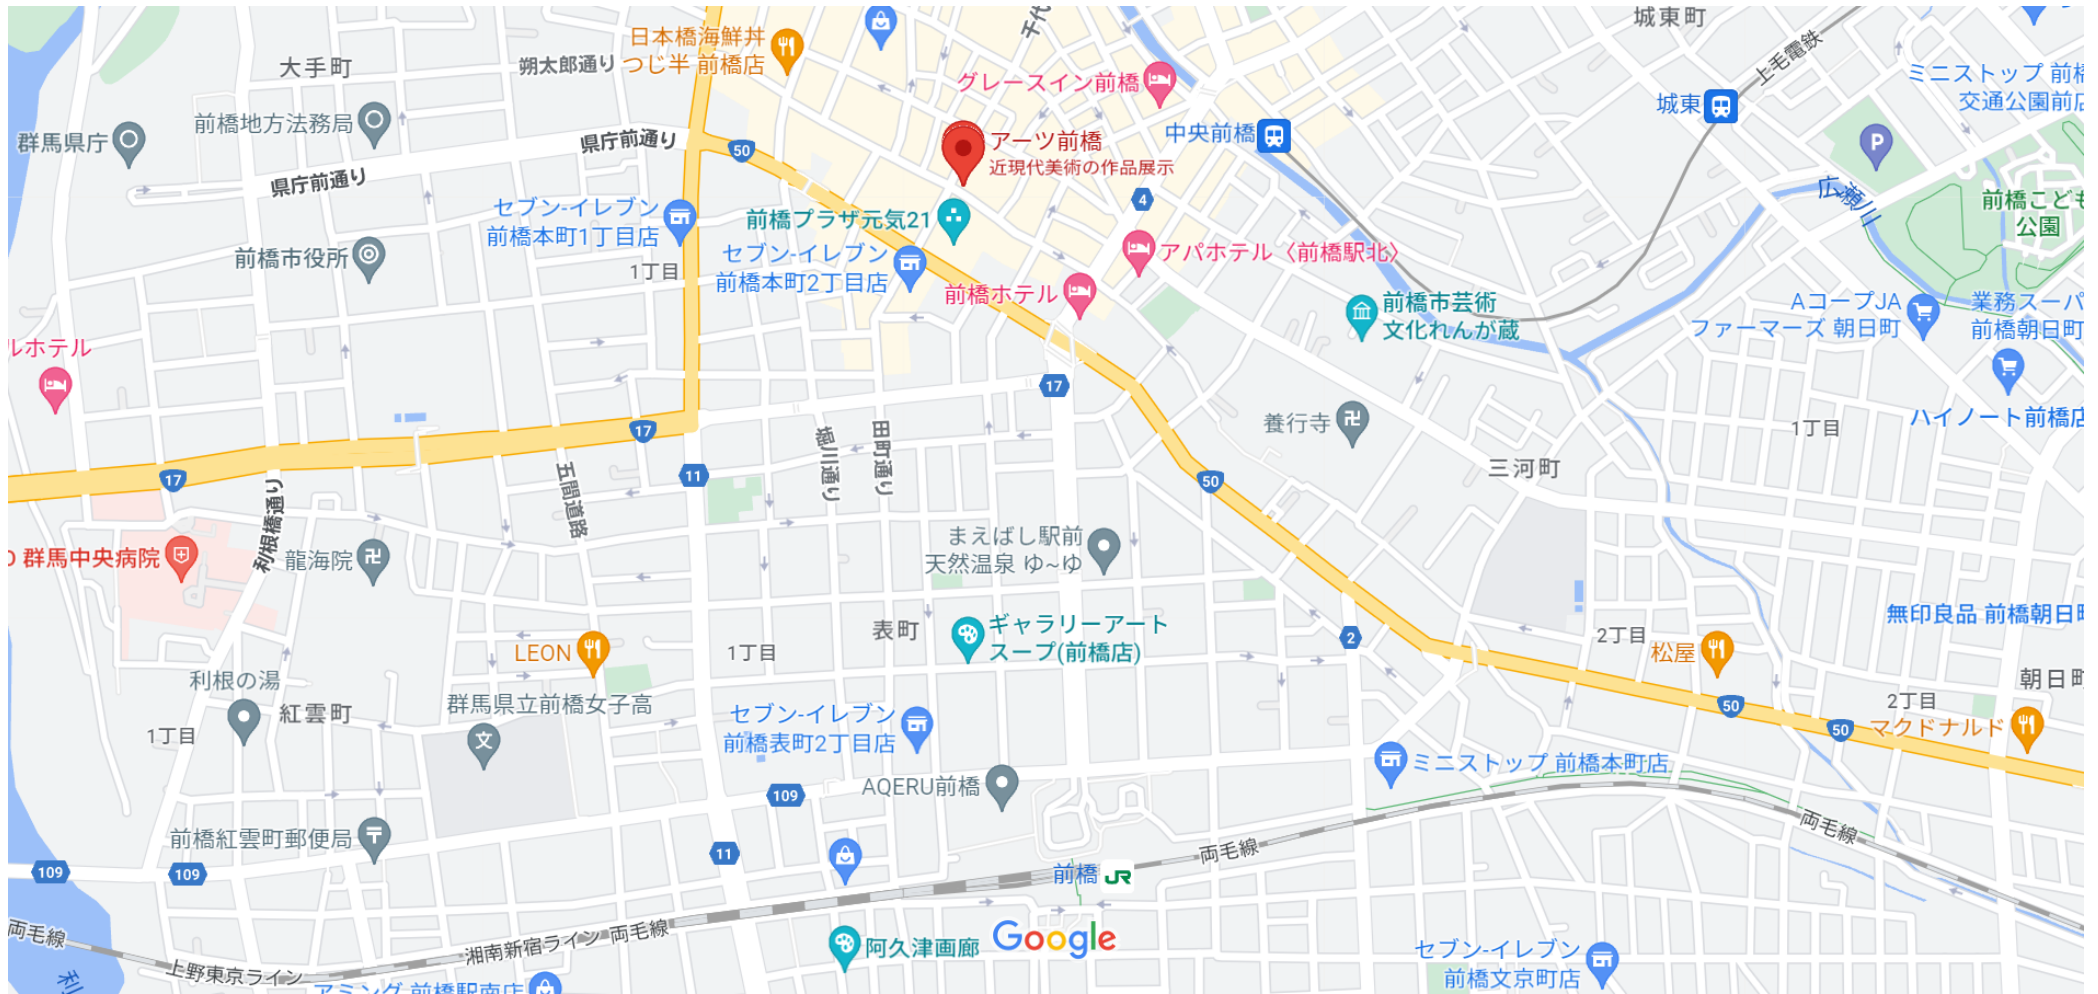 城東町
千代
日本橋海鮮丼
つじ半 前橋店
大手町
朔太郎通り
上毛電鉄
ミニストップ 前橋
交通公園前店
グレースイン前橋
城東
前橋地方法務局
群馬県庁
県庁前通り
県庁前通り
50
アーツ前橋
近現代美術の作品展示
中央前橋
P
広瀬川
前橋こども
公園
4
セブン-イレブン
前橋本町1丁目店
前橋プラザ元気21
セブン-イレブン
前橋本町2丁目店
前橋市役所
1丁目
アパホテル〈前橋駅北〉
前橋ホテル
前橋市芸術
文化れんが蔵
AコープJA
ファーマーズ 朝日町
業務スーパ
前橋朝日町
ルホテル
17
ハイノート前橋店
養行寺
1丁目
17
17
11
50
堀川通り
田町通り
五間道路
利根橋通り
三河町
群馬中央病院
龍海院
まえばし駅前
天然温泉 ゆ~ゆ
無印良品 前橋朝日町
表町
ギャラリーアート
スープ(前橋店)
2
2丁目
松屋
LEON
1丁目
朝日町
利根の湯
群馬県立前橋女子高
紅雲町
1丁目
文
セブン-イレブン
前橋表町2丁目店
50
2丁目
50
マクドナルド
ミニストップ 前橋本町店
109
AQERU前橋
前橋紅雲町郵便局
11
両毛線
両毛線
109
109
前橋
JR
両毛線
湘南新宿ライン 両毛線
上野東京ライン
阿久津画廊
Google
セブン-イレブン
前橋文京町店
利
アミング 前橋駅南店